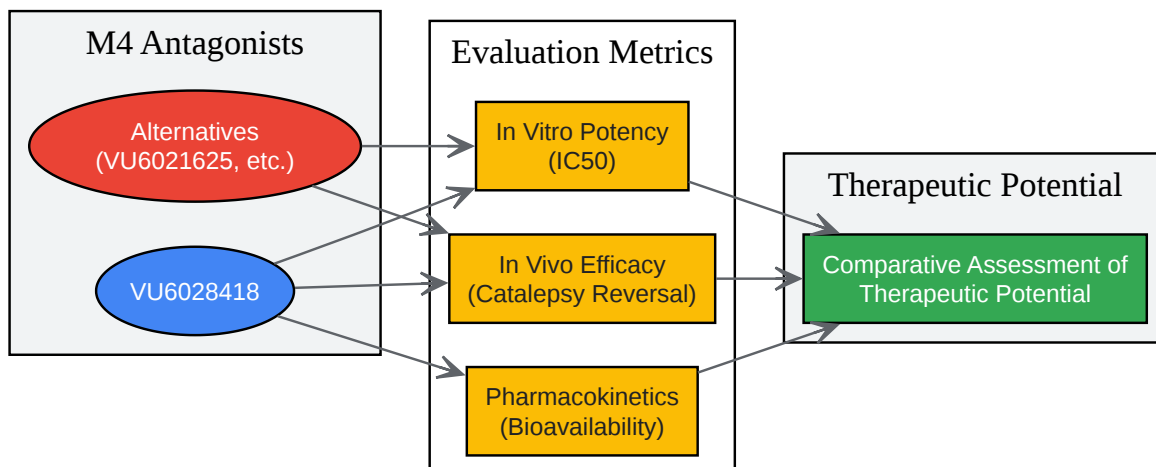 M4 Antagonists
Alternatives
(VU6021625, etc.)
VU6028418
Evaluation Metrics
In Vitro Potency
(IC50)
In Vivo Efficacy
(Catalepsy Reversal)
Pharmacokinetics
(Bioavailability)
Therapeutic Potential
Comparative Assessment of
Therapeutic Potential